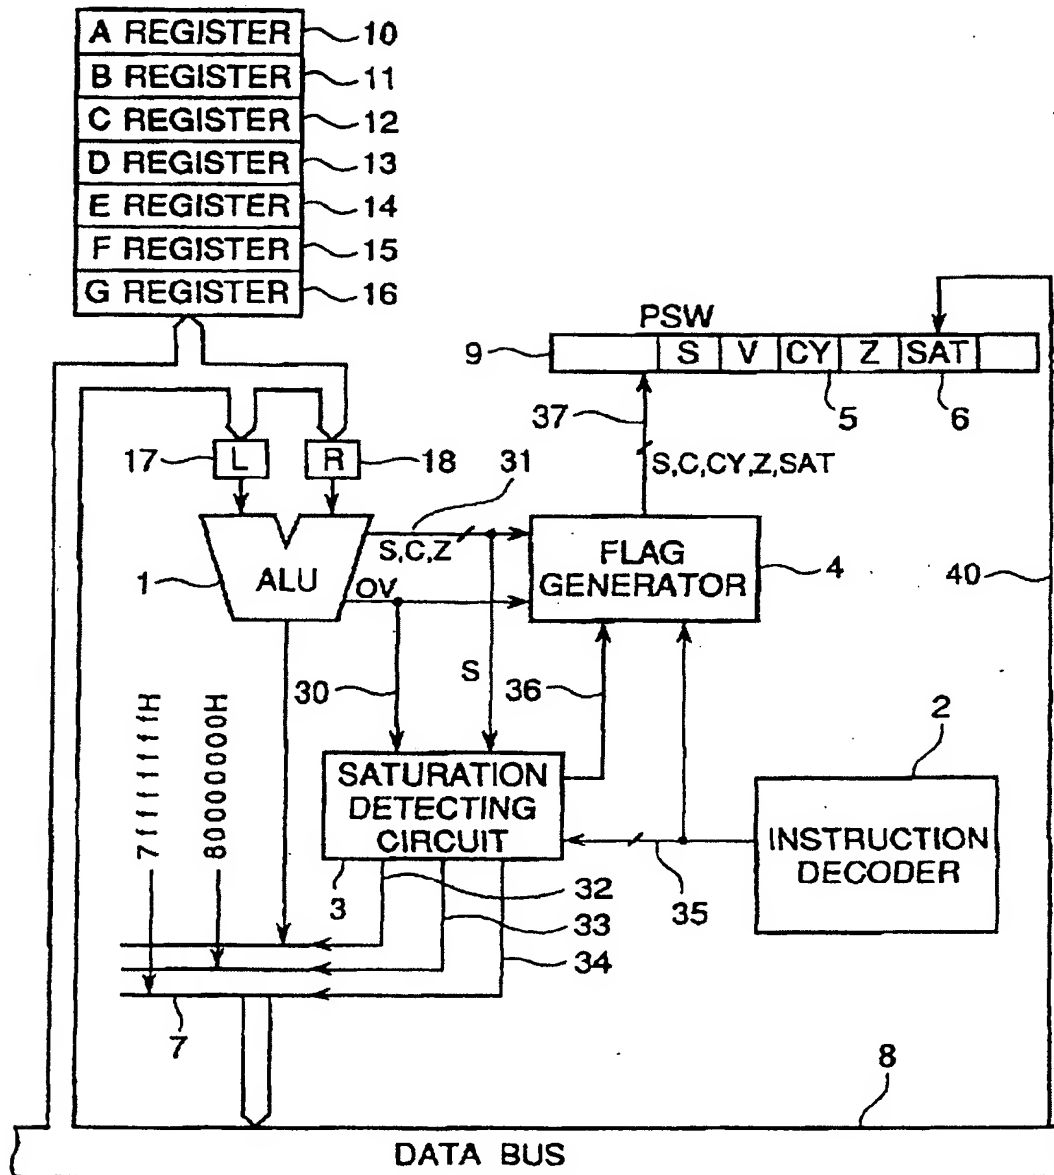 A REGISTER 10
B REGISTER 11
C REGISTER 12
D REGISTER 13
E REGISTER 14
F REGISTER 15
G REGISTER 16
PSW
9 S V CY Z SAT
5 6
37
S,C,CY,Z,SAT
17 L R 18 31
1 ALU S,C,Z
OV
FLAG
GENERATOR 4
40
30 S 36
7fffffffH
80000000H
2
SATURATION
DETECTING
CIRCUIT
INSTRUCTION
DECODER
3 32 35
33
34
7
8
DATA BUS